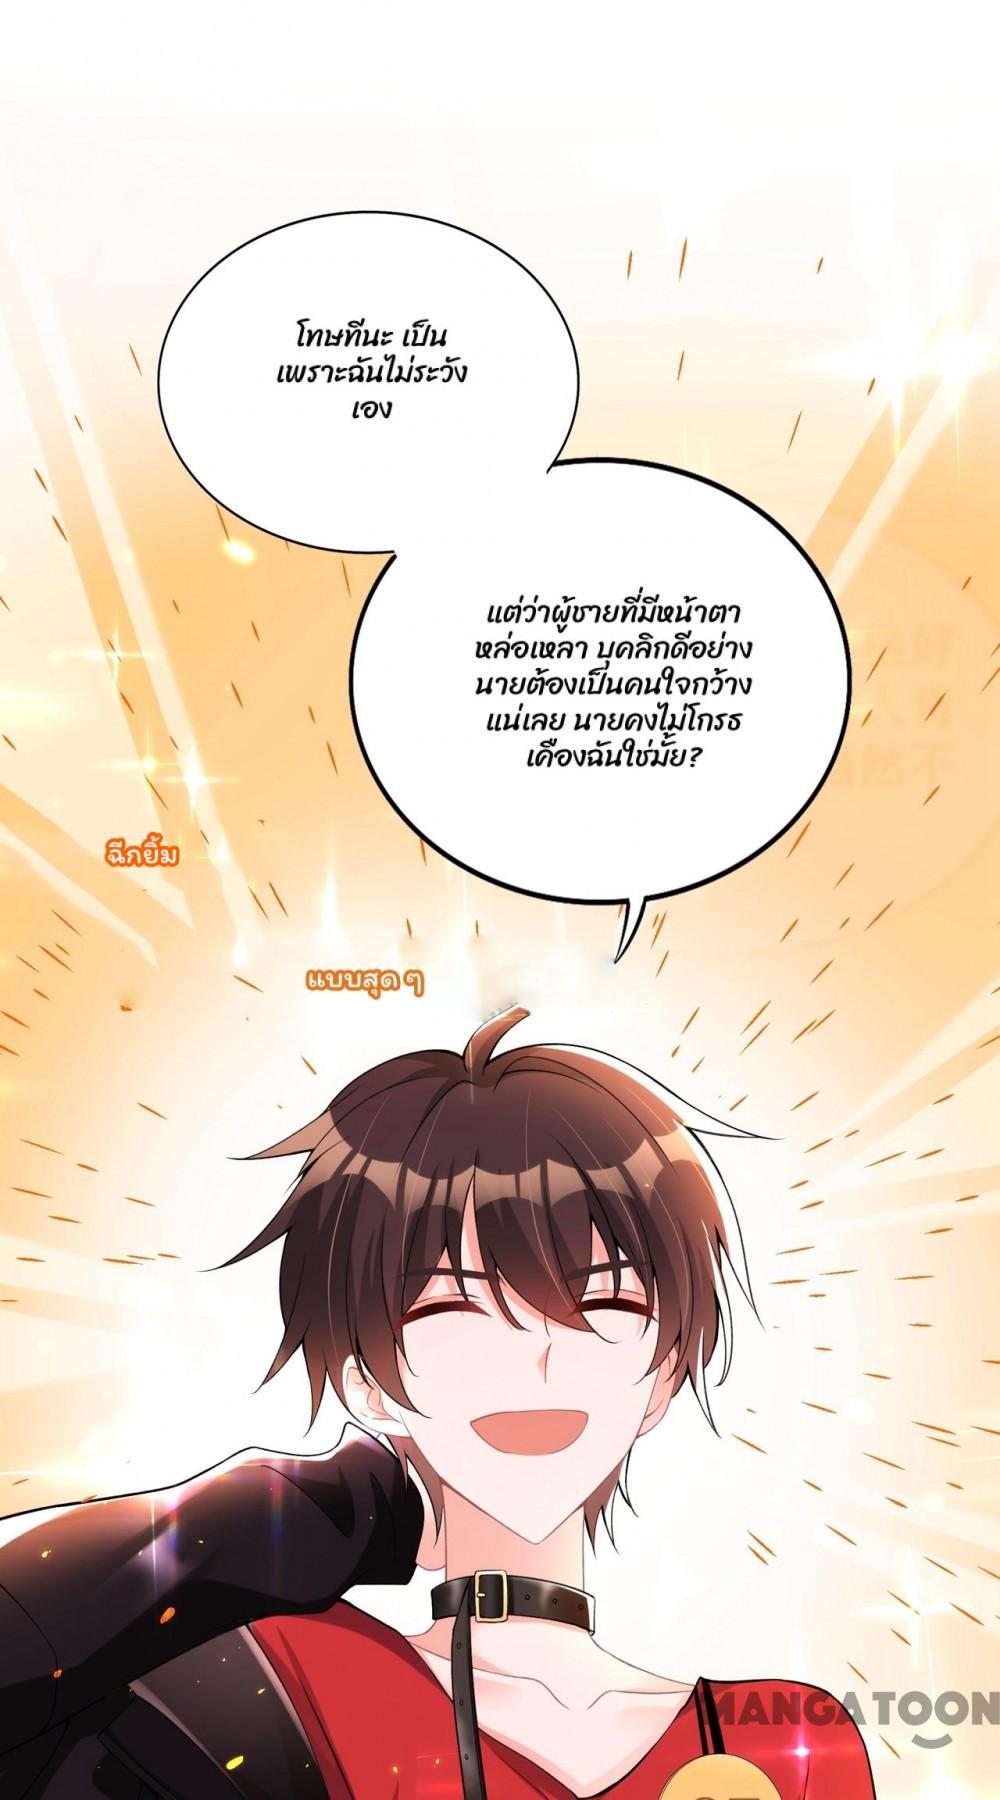 โทษทีนะ เป็น
เพราะฉันไม่ระวัง
เอง
แต่ว่าผู้ชายที่มีหน้าตา
หล่อเหลา บุคลิกดีอย่าง
นายต้องเป็นคนใจกว้าง
แน่เลย นายคงไม่โกรธ
เคืองฉันใช่มั้ย?
ฉีกยิ้ม
แบบสุด ๆ
MANGATOON